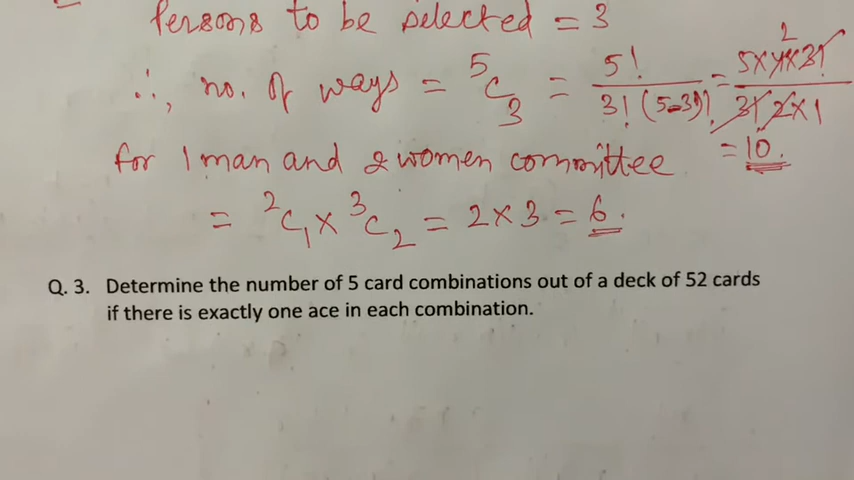 Persons to be selected = 3
∴, no. of ways = ⁵C₃ = 5! / 3! (5-3)! = 5×4×3! / 3! 2×1
2
= 10.
for 1 man and 2 women committee
= ²C₁ × ³C₂ = 2 × 3 = 6.
Q. 3. Determine the number of 5 card combinations out of a deck of 52 cards
if there is exactly one ace in each combination.